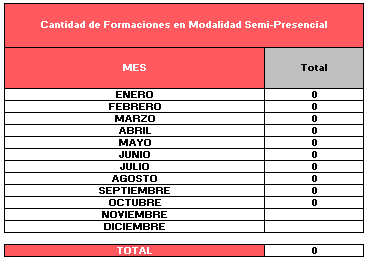 Cantidad de Formaciones en Modalidad Semi-Presencial
MES Total
ENERO 0
FEBRERO 0
MARZO 0
ABRIL 0
MAYO 0
JUNIO 0
JULIO 0
AGOSTO 0
SEPTIEMBRE 0
OCTUBRE 0
NOVIEMBRE
DICIEMBRE
TOTAL 0